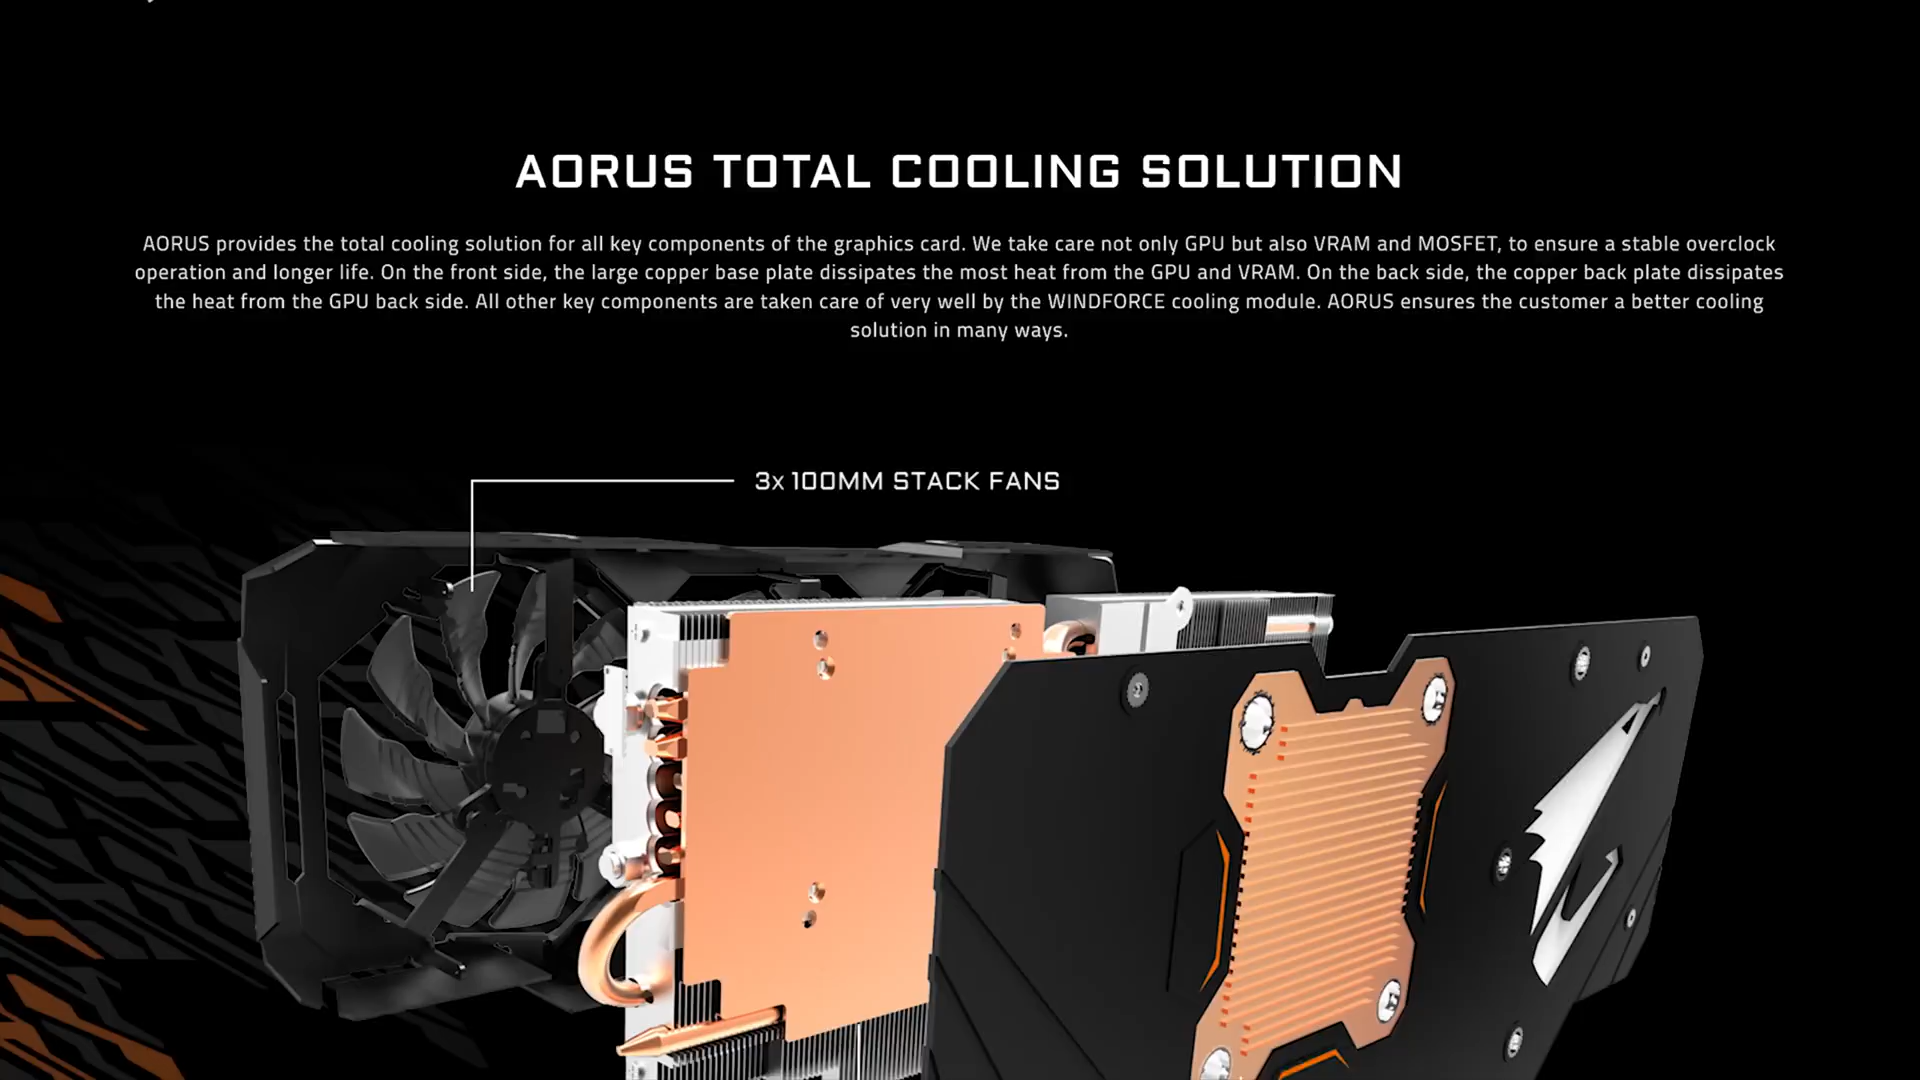 AORUS TOTAL COOLING SOLUTION
AORUS provides the total cooling solution for all key components of the graphics card. We take care not only GPU but also VRAM and MOSFET, to ensure a stable overclock
operation and longer life. On the front side, the large copper base plate dissipates the most heat from the GPU and VRAM. On the back side, the copper back plate dissipates
the heat from the GPU back side. All other key components are taken care of very well by the WINDFORCE cooling module. AORUS ensures the customer a better cooling
solution in many ways.
3x 100MM STACK FANS